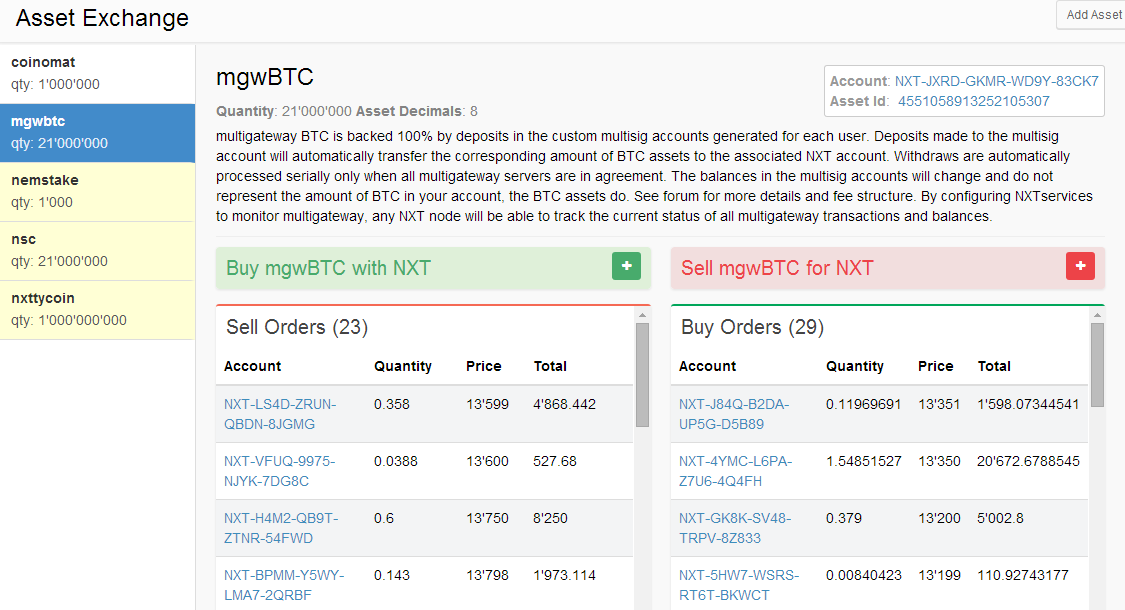 Asset Exchange
Add Asset
coinomat
qty: 1'000'000
mgwbtc
qty: 21'000'000
nemstake
qty: 1'000
nsc
qty: 21'000'000
nxttycoin
qty: 1'000'000'000
mgwBTC
Account: NXT-JXRD-GKMR-WD9Y-83CK7
Asset Id: 4551058913252105307
Quantity: 21'000'000 Asset Decimals: 8
multigateway BTC is backed 100% by deposits in the custom multisig accounts generated for each user. Deposits made to the multisig
account will automatically transfer the corresponding amount of BTC assets to the associated NXT account. Withdraws are automatically
processed serially only when all multigateway servers are in agreement. The balances in the multisig accounts will change and do not
represent the amount of BTC in your account, the BTC assets do. See forum for more details and fee structure. By configuring NXTservices
to monitor multigateway, any NXT node will be able to track the current status of all multigateway transactions and balances.
Buy mgwBTC with NXT +
Sell Orders (23)
Account Quantity Price Total
NXT-LS4D-ZRUN- 0.358 13'599 4'868.442
QBDN-8JGMG
NXT-VFUQ-9975- 0.0388 13'600 527.68
NJYK-7DG8C
NXT-H4M2-QB9T- 0.6 13'750 8'250
ZTNR-54FWD
NXT-BPMM-Y5WY- 0.143 13'798 1'973.114
LMA7-2QRBF
Sell mgwBTC for NXT +
Buy Orders (29)
Account Quantity Price Total
NXT-J84Q-B2DA- 0.11969691 13'351 1'598.07344541
UP5G-D5B89
NXT-4YMC-L6PA- 1.54851527 13'350 20'672.6788545
Z7U6-4Q4FH
NXT-GK8K-SV48- 0.379 13'200 5'002.8
TRPV-8Z833
NXT-5HW7-WSRS- 0.00840423 13'199 110.92743177
RT6T-BKWCT